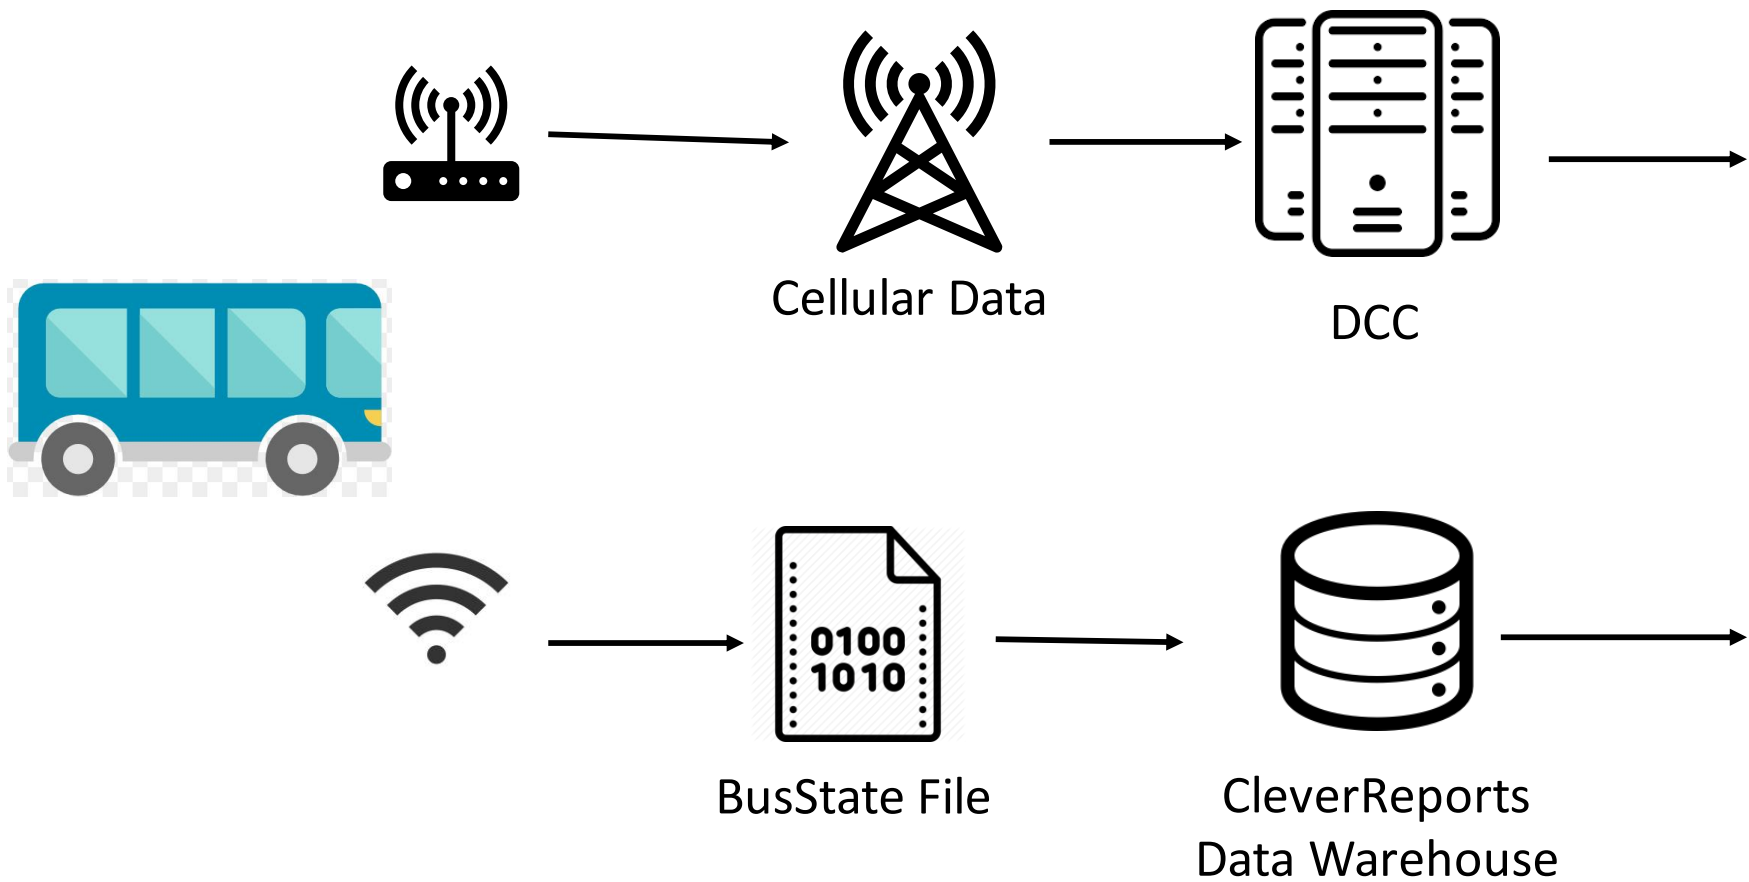 Cellular Data
DCC
0100
1010
BusState File
CleverReports
Data Warehouse